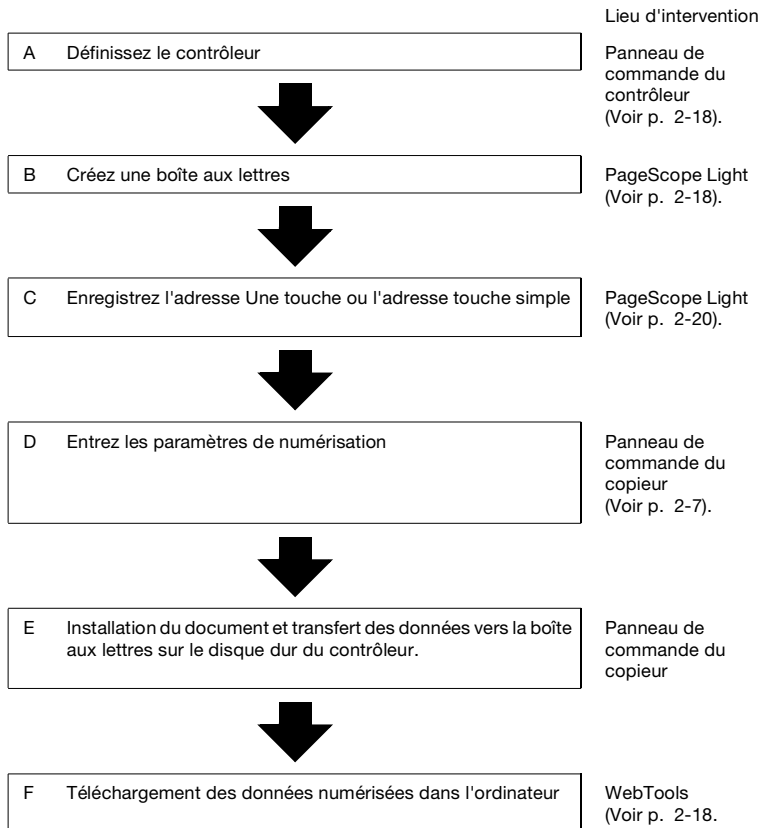 Lieu d'intervention
A Définissez le contrôleur
Panneau de
commande du
contrôleur
(Voir p. 2-18).
B Créez une boîte aux lettres
PageScope Light
(Voir p. 2-18).
C Enregistrez l'adresse Une touche ou l'adresse touche simple
PageScope Light
(Voir p. 2-20).
D Entrez les paramètres de numérisation
Panneau de
commande du
copieur
(Voir p. 2-7).
E Installation du document et transfert des données vers la boîte
aux lettres sur le disque dur du contrôleur.
Panneau de
commande du
copieur
F Téléchargement des données numérisées dans l'ordinateur
WebTools
(Voir p. 2-18.